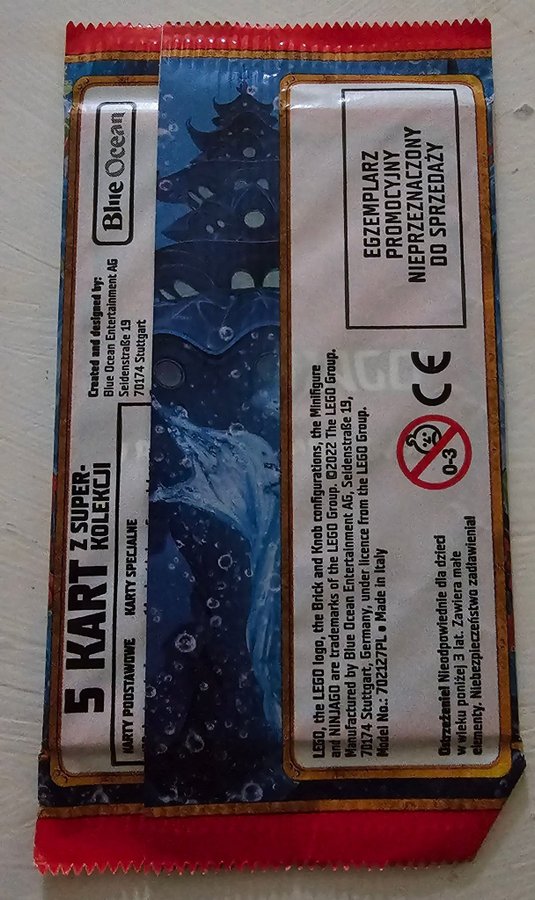 5 KART Z SUPER-
KOLEKCJI
KARTY PODSTAWOWE KARTY SPECJALNE
Created and designed by:
Blue Ocean Entertainment AG
Seidenstraße 19
70174 Stuttgart
Blue Ocean
LEGO, the LEGO logo, the Brick and Knob configurations, the Minifigure
and NINJAGO are trademarks of the LEGO Group. ©2022 The LEGO Group.
Manufactured by Blue Ocean Entertainment AG, Seidenstraße 19,
70174 Stuttgart, Germany, under licence from the LEGO Group.
Model No.: 702127PL • Made in Italy
Ostrzeżenie! Nieodpowiednie dla dzieci
w wieku poniżej 3 lat. Zawiera małe
elementy. Niebezpieczeństwo zadławienia!
0-3
CE
EGZEMPLARZ
PROMOCYJNY
NIEPRZEZNACZONY
DO SPRZEDAŻY